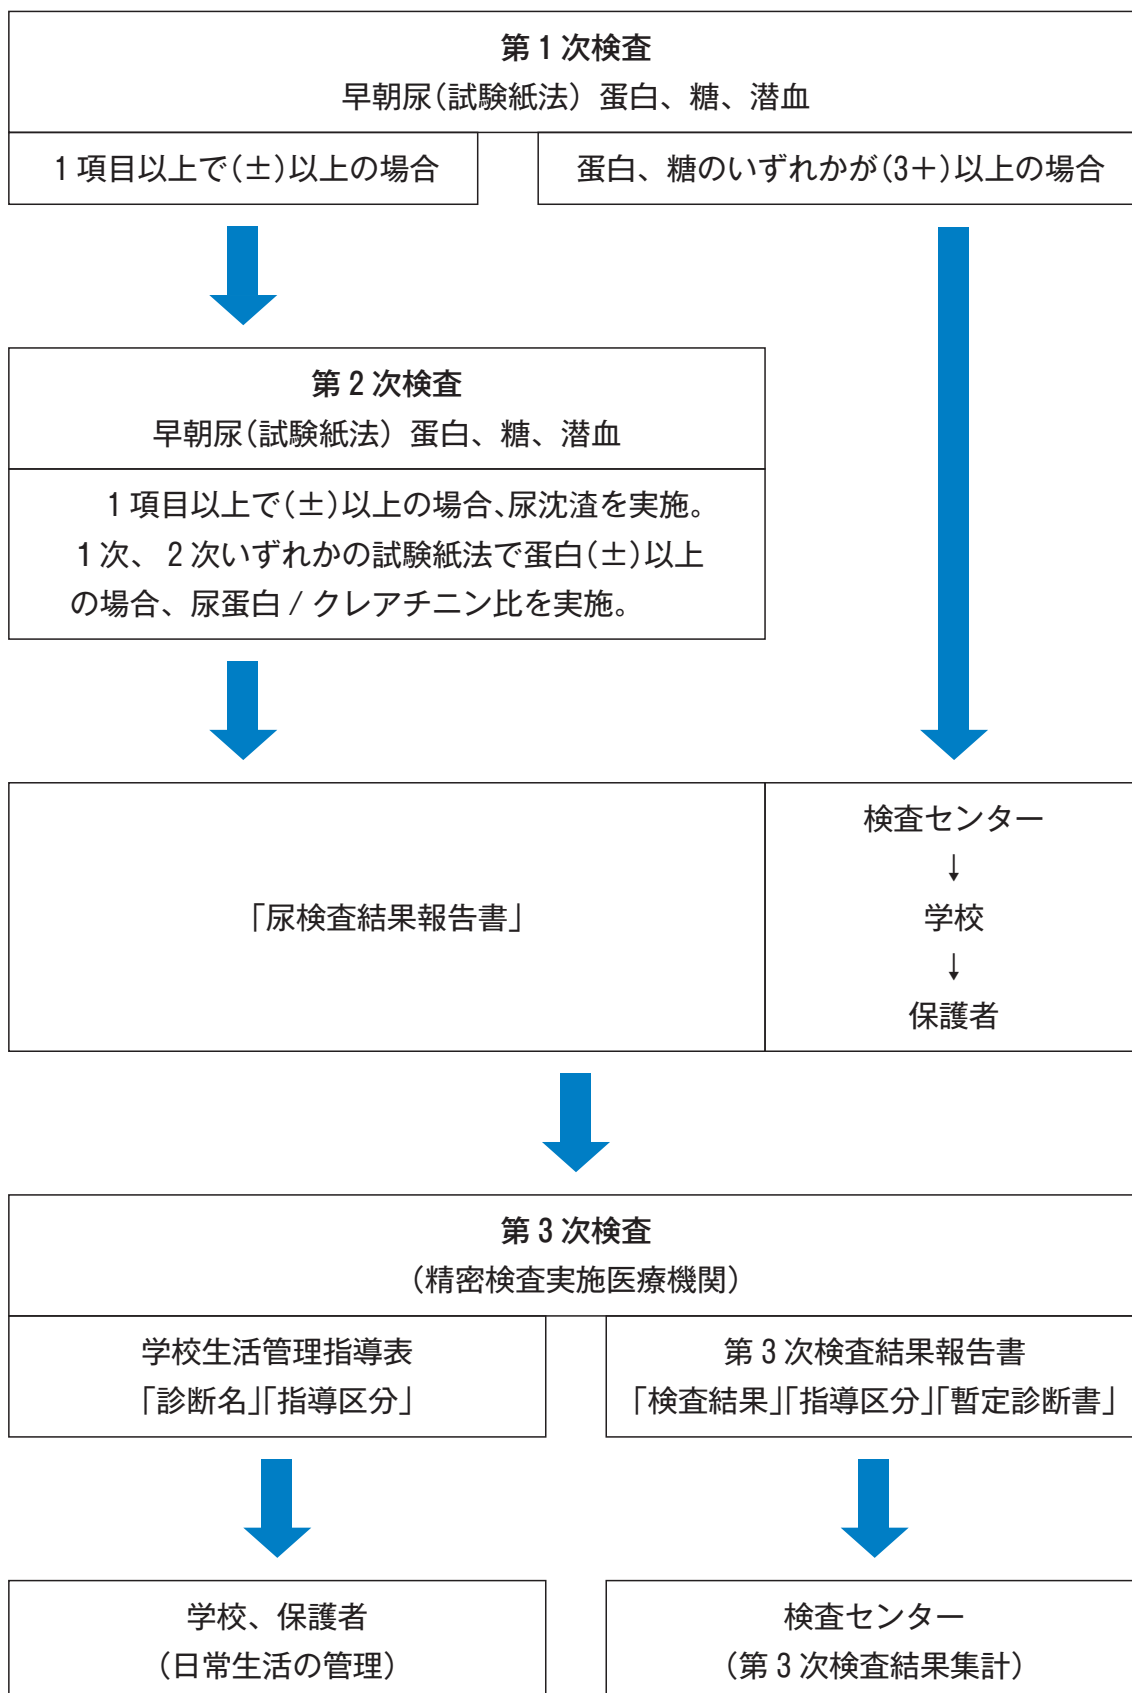 第1次検査
早朝尿(試験紙法) 蛋白、糖、潜血
1項目以上で(±)以上の場合
蛋白、糖のいずれかが(3+)以上の場合
第2次検査
早朝尿(試験紙法) 蛋白、糖、潜血
1項目以上で(±)以上の場合、尿沈渣を実施。
1次、2次いずれかの試験紙法で蛋白(±)以上
の場合、尿蛋白/クレアチニン比を実施。
「尿検査結果報告書」
検査センター
↓
学校
↓
保護者
第3次検査
(精密検査実施医療機関)
学校生活管理指導表
「診断名」「指導区分」
第3次検査結果報告書
「検査結果」「指導区分」「暫定診断書」
学校、保護者
(日常生活の管理)
検査センター
(第3次検査結果集計)